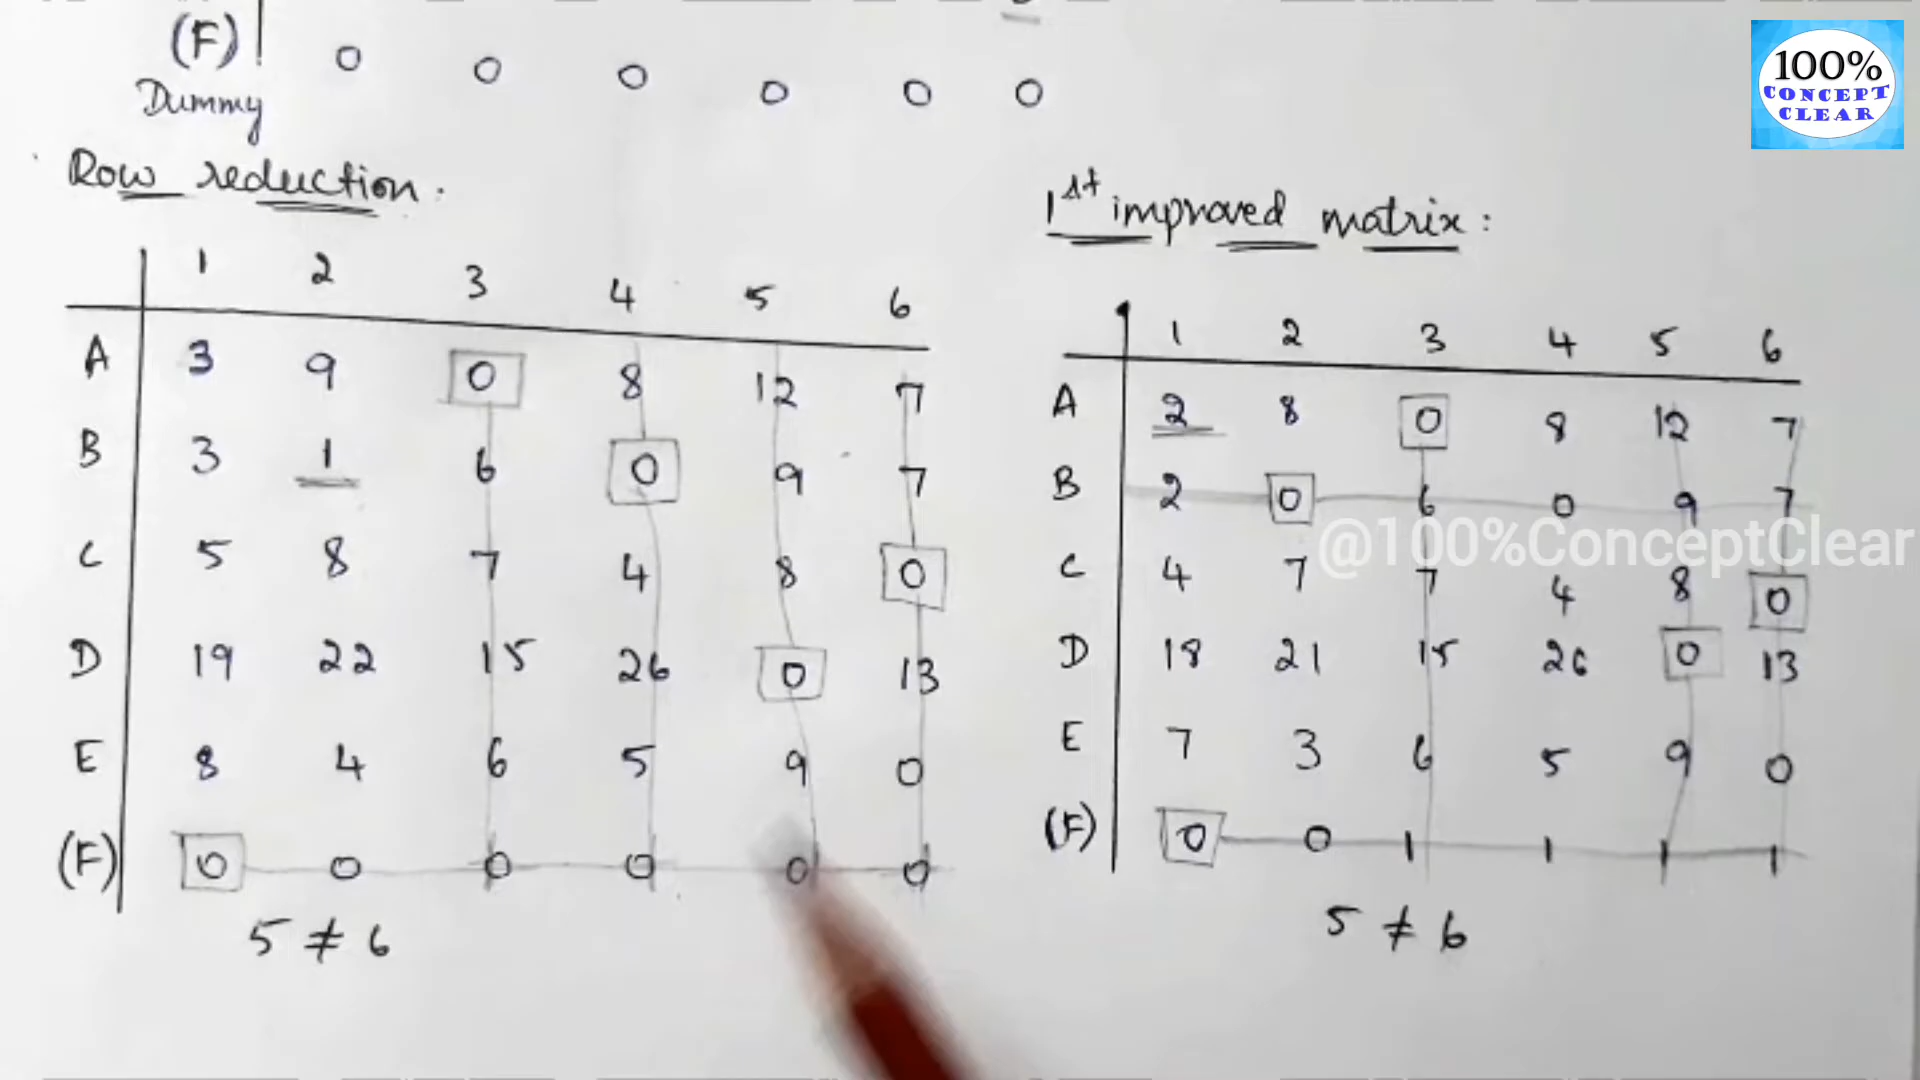 (F) 0 0 0 0 0 0
Dummy
Row reduction:
1 2 3 4 5 6
A 3 9 0 8 12 7
B 3 1 6 0 9 7
C 5 8 7 4 8 0
D 19 22 15 26 0 13
E 8 4 6 5 9 0
(F) 0 0 0 0 0 0
5 ≠ 6
1st improved matrix:
1 2 3 4 5 6
A 2 8 0 8 12 7
B 2 0 6 0 9 7
C 4 7 7 4 8 0
D 18 21 15 26 0 13
E 7 3 6 5 9 0
(F) 0 0 1 1 1 1
5 ≠ 6
100%
CONCEPT
CLEAR
@100%ConceptClear